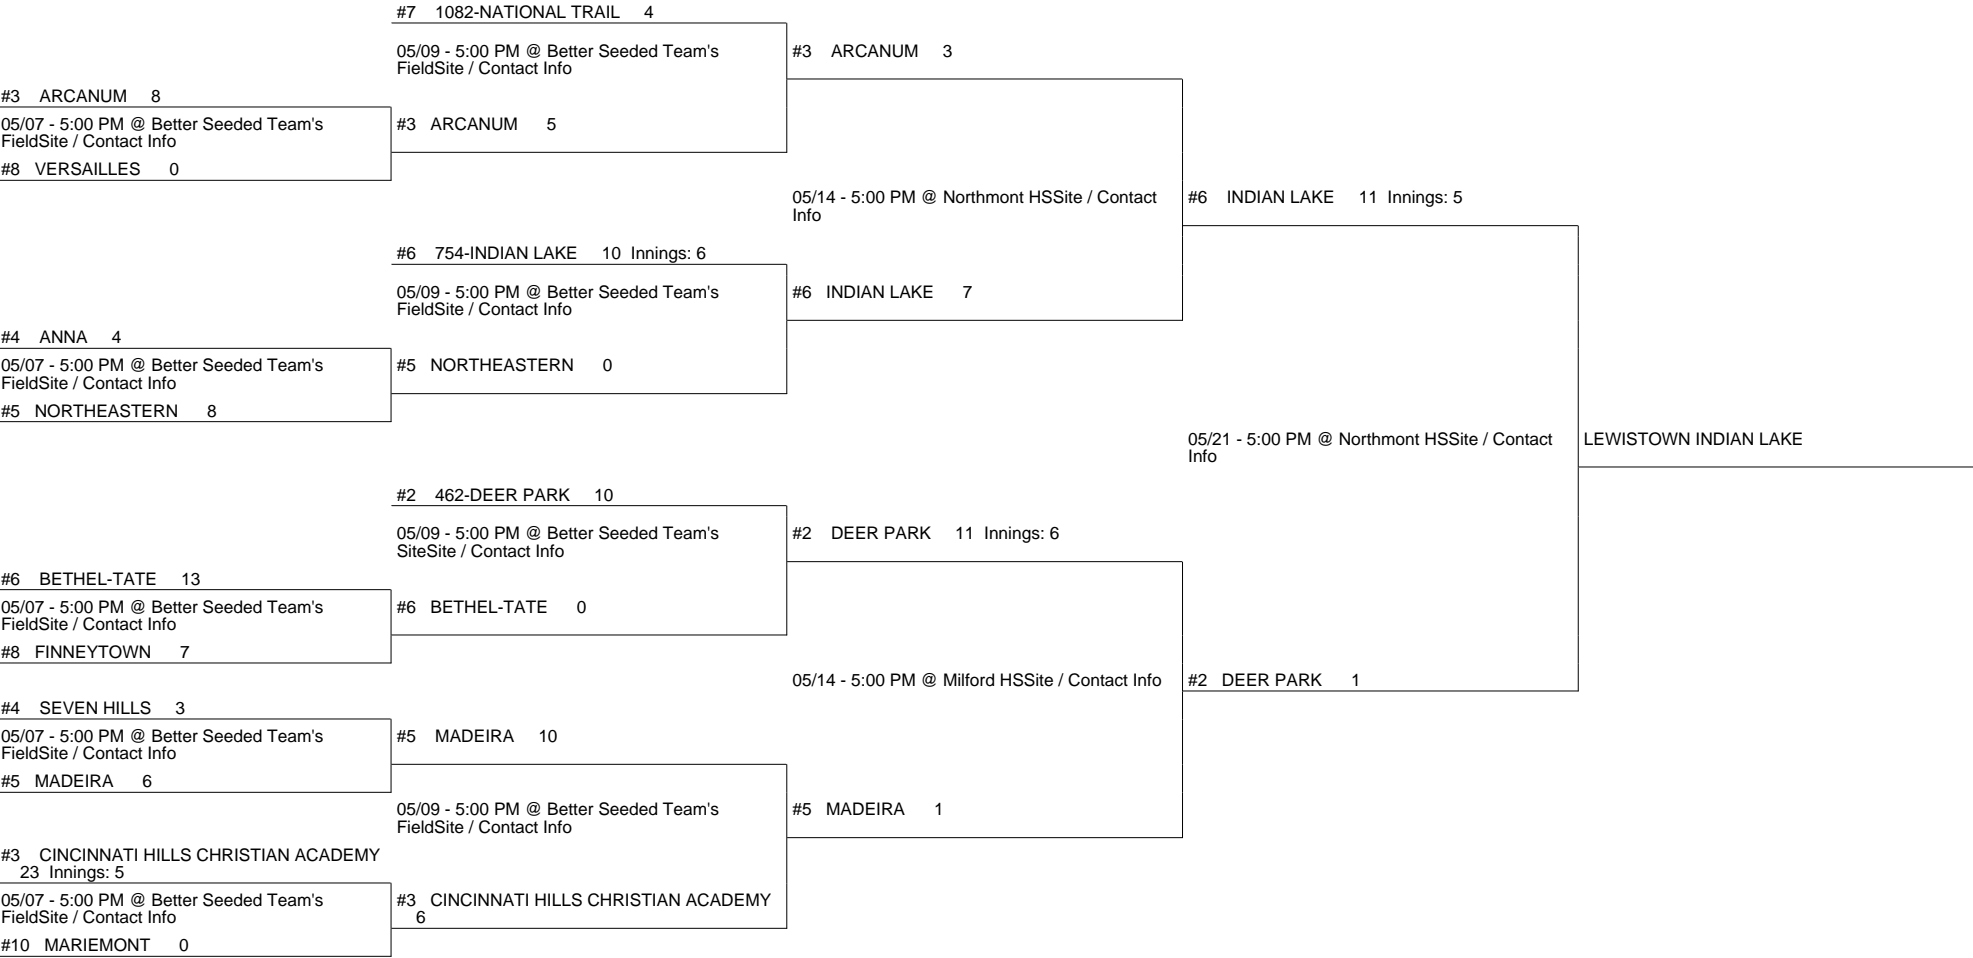 #7 1082-NATIONAL TRAIL 4
05/09 - 5:00 PM @ Better Seeded Team's
FieldSite / Contact Info
#3 ARCANUM 3
#3 ARCANUM 8
05/07 - 5:00 PM @ Better Seeded Team's
FieldSite / Contact Info
#3 ARCANUM 5
#8 VERSAILLES 0
05/14 - 5:00 PM @ Northmont HSSite / Contact
Info
#6 INDIAN LAKE 11 Innings: 5
#6 754-INDIAN LAKE 10 Innings: 6
05/09 - 5:00 PM @ Better Seeded Team's
FieldSite / Contact Info
#6 INDIAN LAKE 7
#4 ANNA 4
05/07 - 5:00 PM @ Better Seeded Team's
FieldSite / Contact Info
#5 NORTHEASTERN 0
#5 NORTHEASTERN 8
05/21 - 5:00 PM @ Northmont HSSite / Contact
Info
LEWISTOWN INDIAN LAKE
#2 462-DEER PARK 10
05/09 - 5:00 PM @ Better Seeded Team's
SiteSite / Contact Info
#2 DEER PARK 11 Innings: 6
#6 BETHEL-TATE 13
05/07 - 5:00 PM @ Better Seeded Team's
FieldSite / Contact Info
#6 BETHEL-TATE 0
#8 FINNEYTOWN 7
05/14 - 5:00 PM @ Milford HSSite / Contact Info
#2 DEER PARK 1
#4 SEVEN HILLS 3
05/07 - 5:00 PM @ Better Seeded Team's
FieldSite / Contact Info
#5 MADEIRA 10
#5 MADEIRA 6
05/09 - 5:00 PM @ Better Seeded Team's
FieldSite / Contact Info
#5 MADEIRA 1
#3 CINCINNATI HILLS CHRISTIAN ACADEMY
23 Innings: 5
05/07 - 5:00 PM @ Better Seeded Team's
FieldSite / Contact Info
#3 CINCINNATI HILLS CHRISTIAN ACADEMY
6
#10 MARIEMONT 0